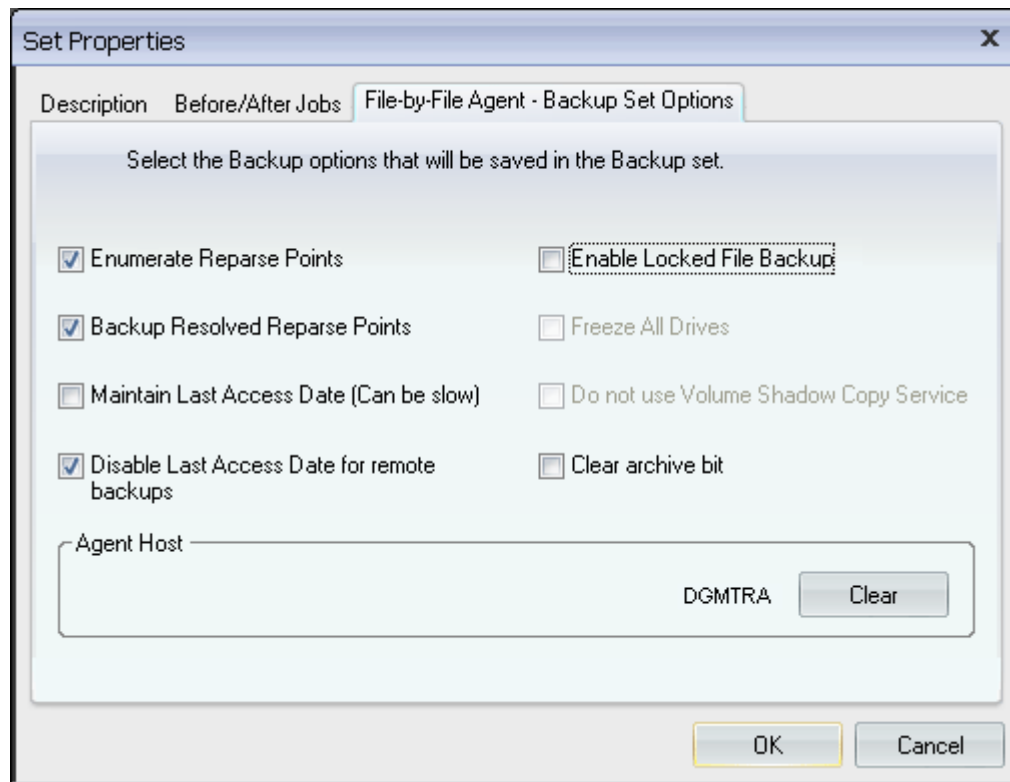 Set Properties
Description Before/After Jobs File-by-File Agent - Backup Set Options
Select the Backup options that will be saved in the Backup set.
Enumerate Reparse Points
Enable Locked File Backup
Backup Resolved Reparse Points
Freeze All Drives
Maintain Last Access Date (Can be slow)
Do not use Volume Shadow Copy Service
Disable Last Access Date for remote
backups
Clear archive bit
Agent Host
DGMTRA Clear
OK Cancel